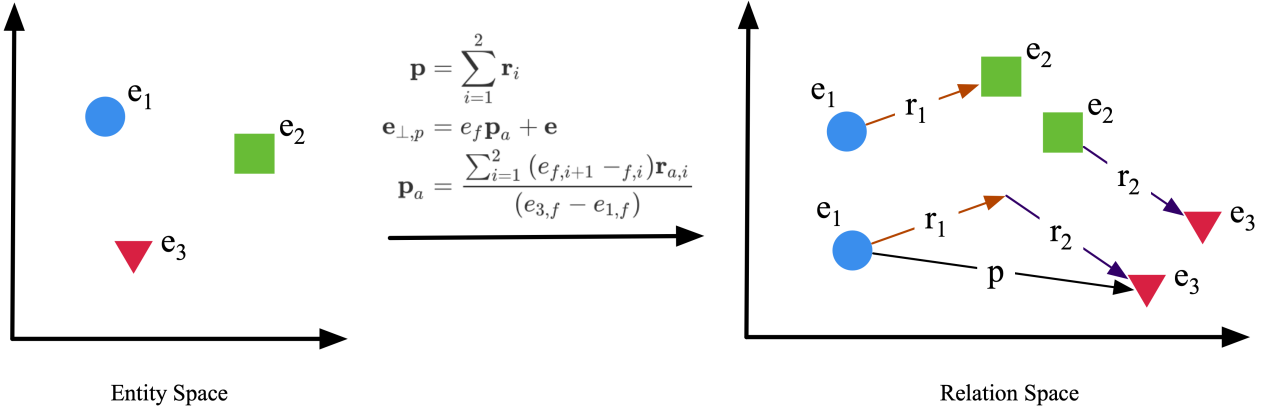 e₁
e₂
e₃
Entity Space
p = ∑_{i=1}^{2} r_i
e_{⊥,p} = e_f p_a + e
p_a = \frac{∑_{i=1}^{2} (e_{f,i+1} −_{f,i}) r_{a,i}}{(e_{3,f} − e_{1,f})}
e₁
r₁
e₂
e₂
r₂
e₃
e₁
r₁
r₂
p
e₃
Relation Space